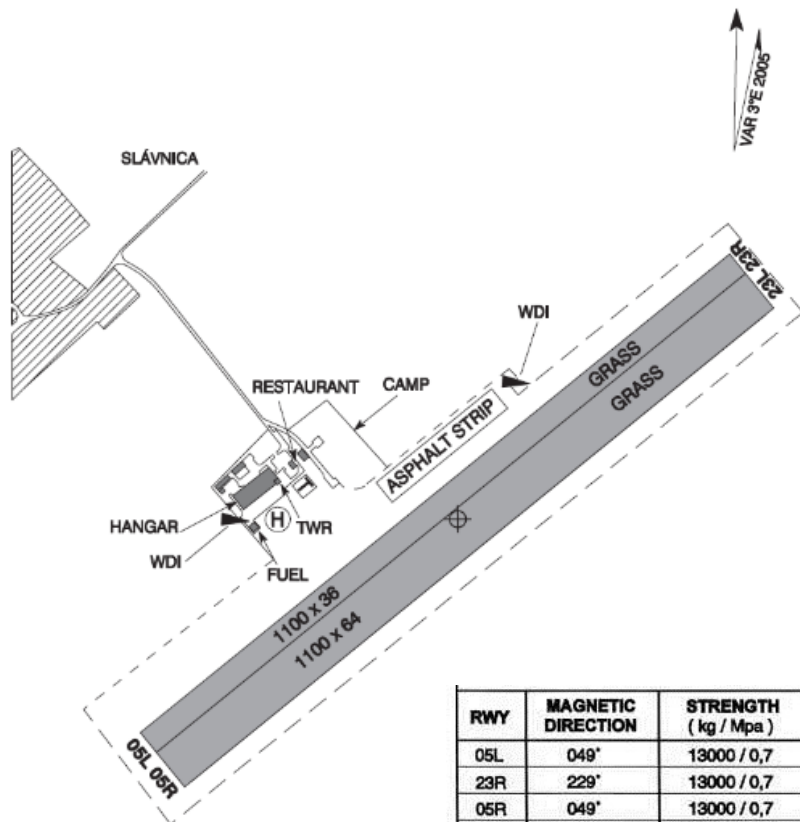 VAR 3°E 2005
SLÁVNICA
23L 23R
WDI
GRASS
GRASS
RESTAURANT
CAMP
ASPHALT STRIP
T
HANGAR
H
TWR
WDI
FUEL
1100 x 36
1100 x 64
05L 05R
RWY MAGNETIC DIRECTION STRENGTH ( kg / Mpa )
05L 049° 13000 / 0,7
23R 229° 13000 / 0,7
05R 049° 13000 / 0,7